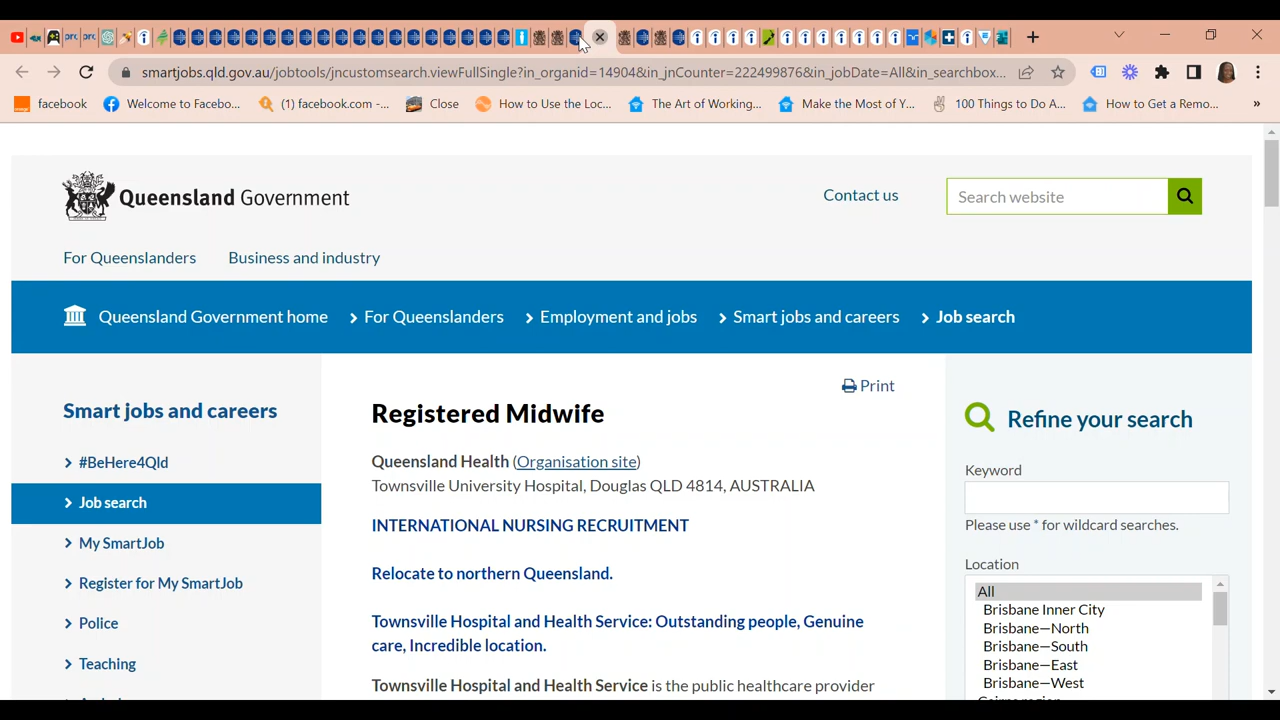 smartjobs.qld.gov.au/jobtools/jncustomsearch.viewFullSingle?in_organid=14904&in_jnCounter=222499876&in_jobDate=All&in_searchbox...
facebook
Welcome to Facebo...
(1) facebook.com -...
Close
How to Use the Loc...
The Art of Working...
Make the Most of Y...
100 Things to Do A...
How to Get a Remo...
»
Queensland Government
Contact us
Search website
For Queenslanders
Business and industry
Queensland Government home
For Queenslanders
Employment and jobs
Smart jobs and careers
Job search
Smart jobs and careers
#BeHere4Qld
Job search
My SmartJob
Register for My SmartJob
Police
Teaching
Print
Registered Midwife
Queensland Health (Organisation site)
Townsville University Hospital, Douglas QLD 4814, AUSTRALIA
INTERNATIONAL NURSING RECRUITMENT
Relocate to northern Queensland.
Townsville Hospital and Health Service: Outstanding people, Genuine
care, Incredible location.
Townsville Hospital and Health Service is the public healthcare provider
Refine your search
Keyword
Please use * for wildcard searches.
Location
All
Brisbane Inner City
Brisbane—North
Brisbane—South
Brisbane—East
Brisbane—West